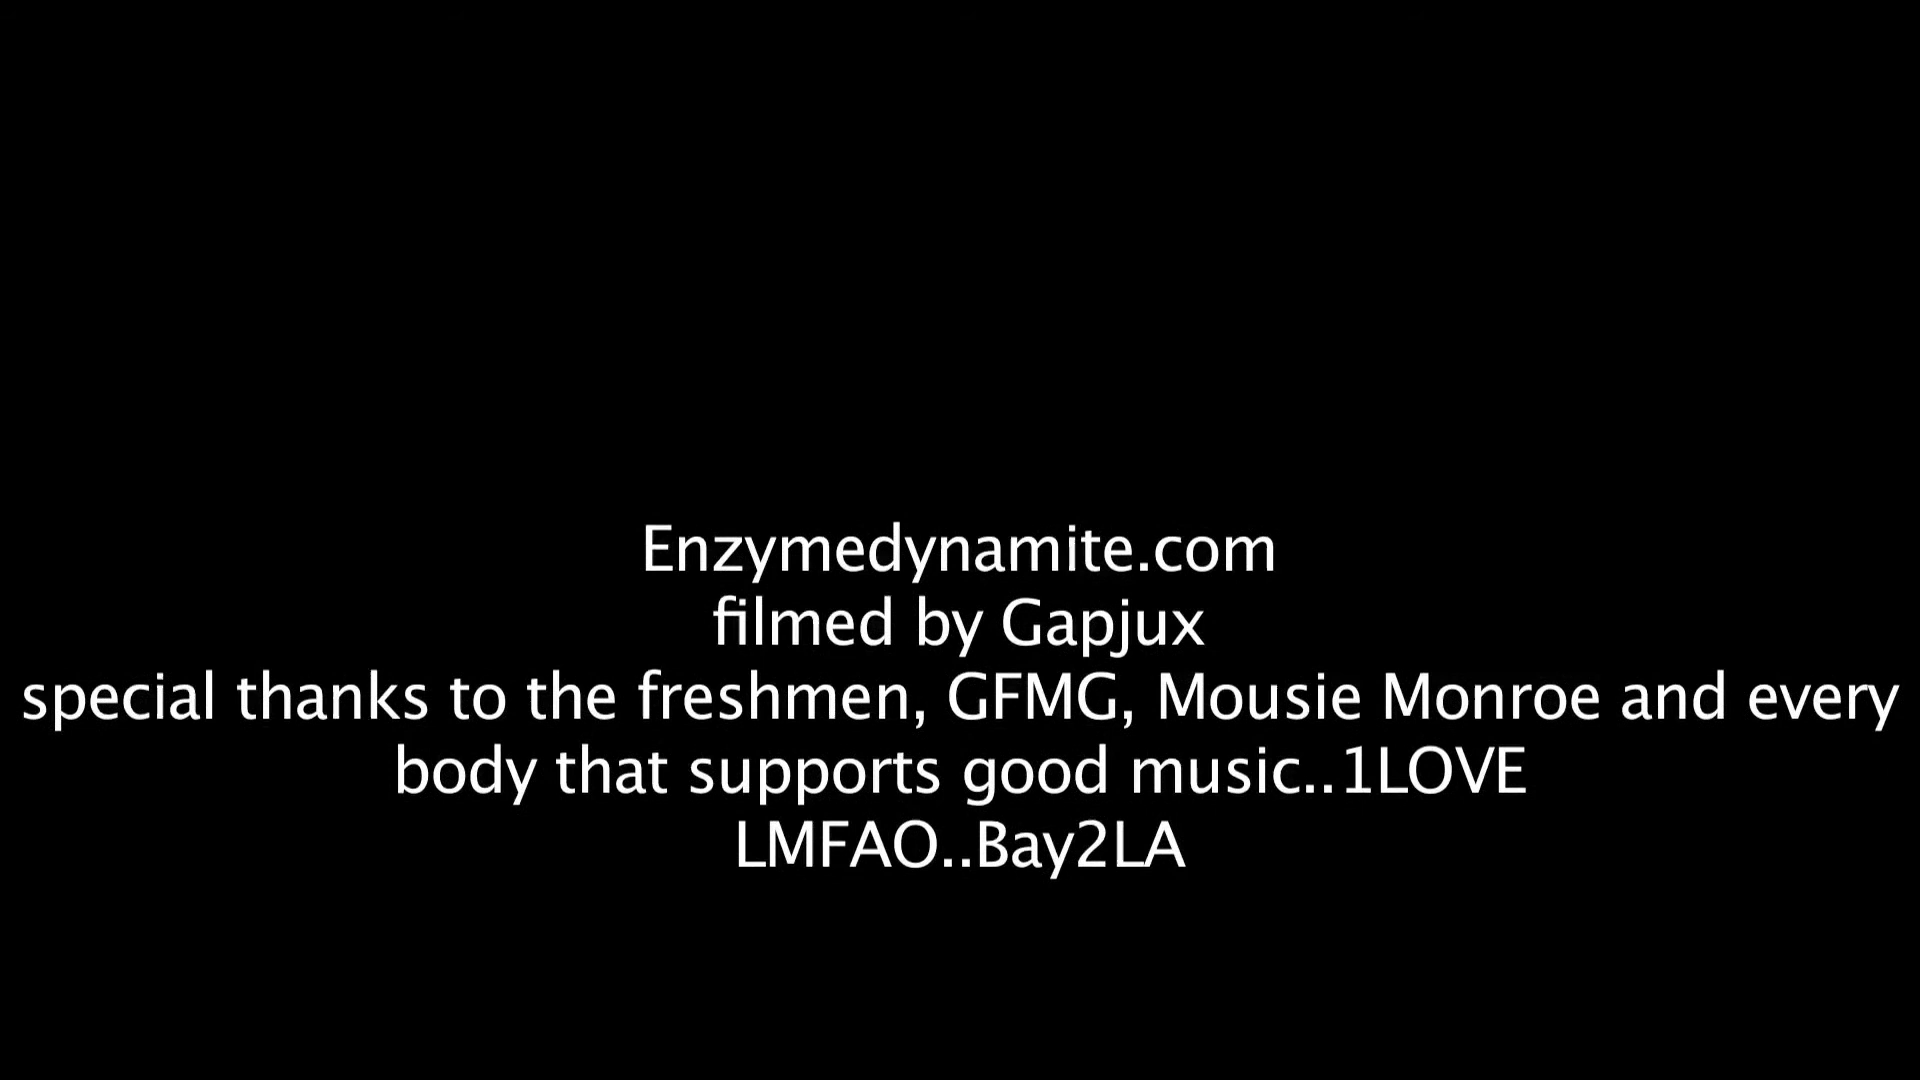 Enzymedynamite.com
filmed by Gapjux
special thanks to the freshmen, GFMG, Mousie Monroe and every
body that supports good music..1LOVE
LMFAO..Bay2LA